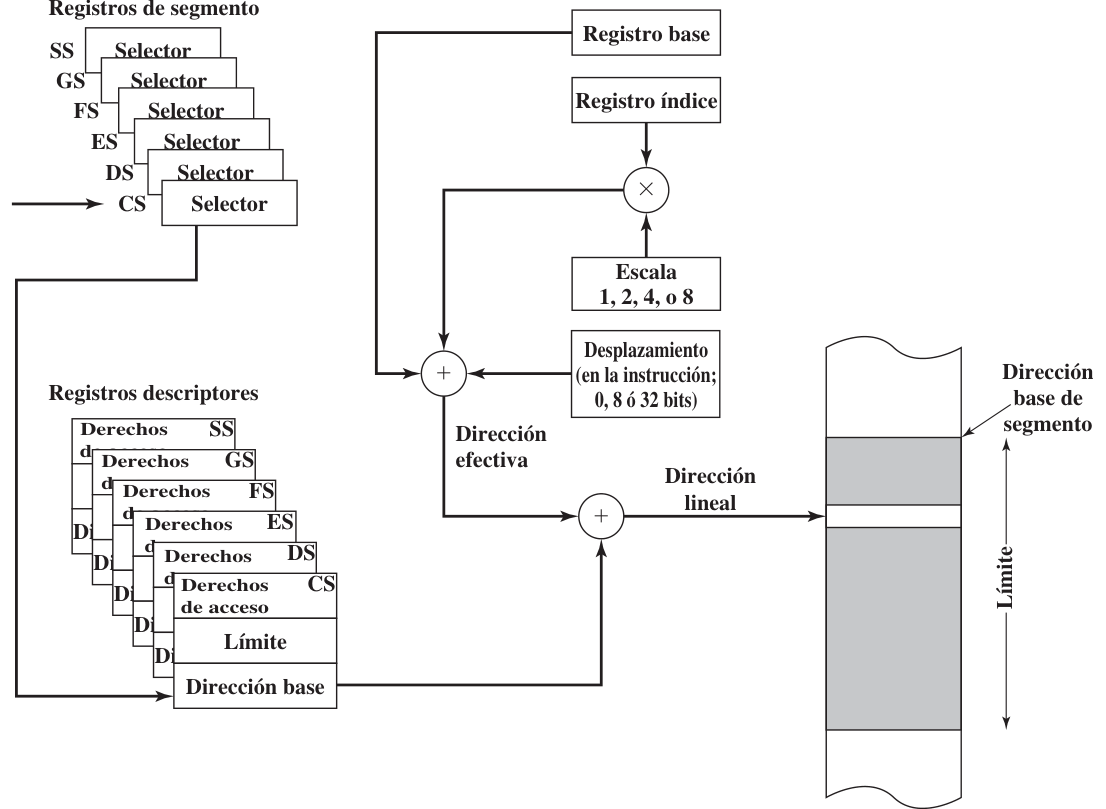 Registros de segmento
SS Selector
GS Selector
FS Selector
ES Selector
DS Selector
CS Selector
Registro base
Registro índice
×
Escala
1, 2, 4, o 8
Desplazamiento
(en la instrucción;
0, 8 ó 32 bits)
+
Dirección
efectiva
+
Dirección
lineal
Dirección
base de
segmento
Límite
Registros descriptores
Derechos SS
Derechos GS
Derechos FS
Derechos ES
Derechos DS
Derechos CS
de acceso
Límite
Dirección base